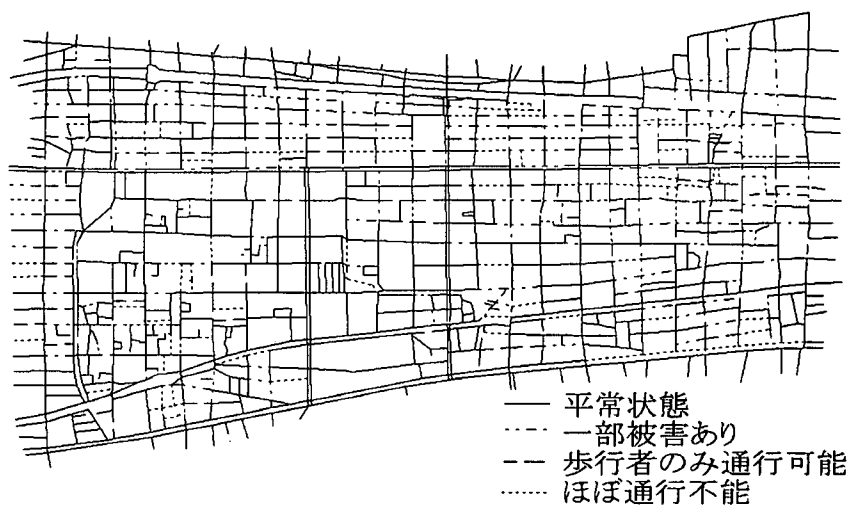 平常状態
一部被害あり
歩行者のみ通行可能
ほぼ通行不能